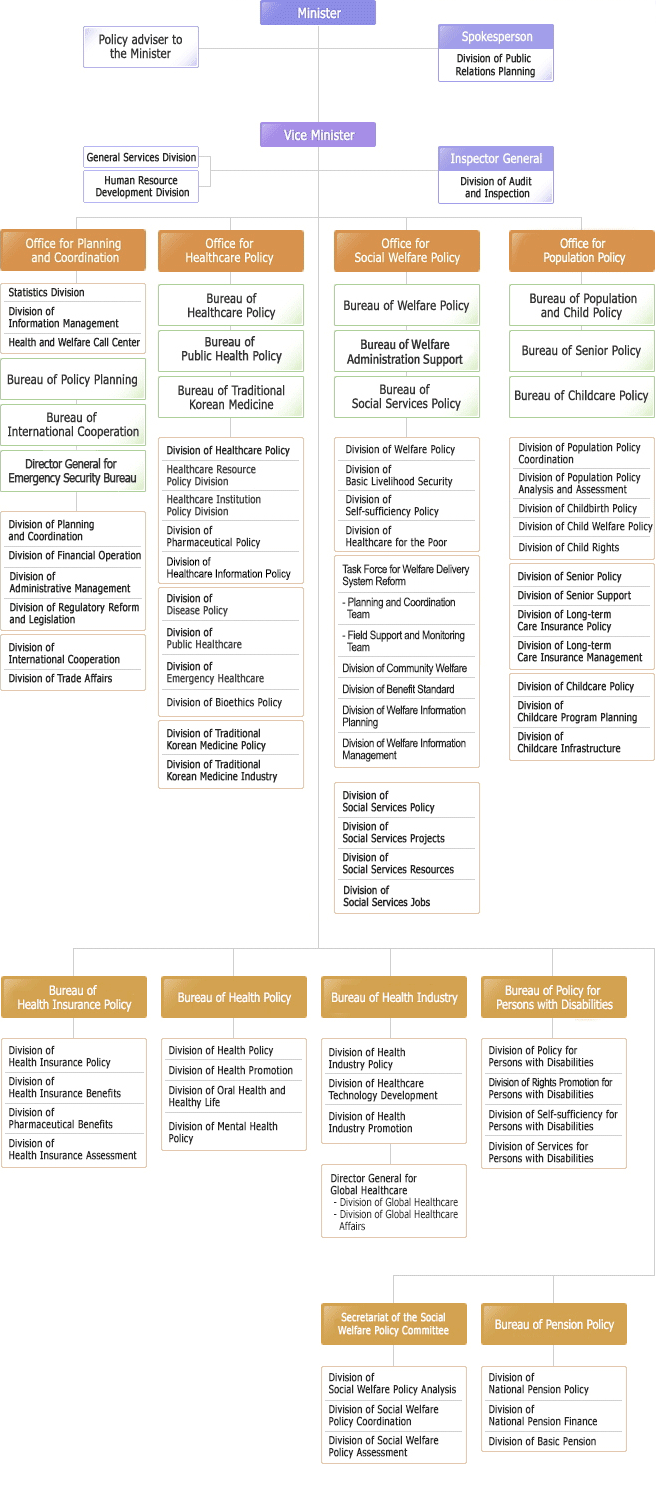 Minister
Policy adviser to
the Minister
Spokesperson
Division of Public
Relations Planning
Vice Minister
General Services Division
Human Resource
Development Division
Inspector General
Division of Audit
and Inspection
Office for Planning
and Coordination
Statistics Division
Division of
Information Management
Health and Welfare Call Center
Bureau of Policy Planning
Bureau of
International Cooperation
Director General for
Emergency Security Bureau
Division of Planning
and Coordination
Division of Financial Operation
Division of
Administrative Management
Division of Regulatory Reform
and Legislation
Division of
International Cooperation
Division of Trade Affairs
Office for
Healthcare Policy
Bureau of
Healthcare Policy
Bureau of
Public Health Policy
Bureau of Traditional
Korean Medicine
Division of Healthcare Policy
Healthcare Resource
Policy Division
Healthcare Institution
Policy Division
Division of
Pharmaceutical Policy
Division of
Healthcare Information Policy
Division of
Disease Policy
Division of
Public Healthcare
Division of
Emergency Healthcare
Division of Bioethics Policy
Division of Traditional
Korean Medicine Policy
Division of Traditional
Korean Medicine Industry
Office for
Social Welfare Policy
Bureau of Welfare Policy
Bureau of Welfare
Administration Support
Bureau of
Social Services Policy
Division of Welfare Policy
Division of
Basic Livelihood Security
Division of
Self-sufficiency Policy
Division of
Healthcare for the Poor
Task Force for Welfare Delivery
System Reform
- Planning and Coordination
Team
- Field Support and Monitoring
Team
Division of Community Welfare
Division of Benefit Standard
Division of Welfare Information
Planning
Division of Welfare Information
Management
Division of
Social Services Policy
Division of
Social Services Projects
Division of
Social Services Resources
Division of
Social Services Jobs
Office for
Population Policy
Bureau of Population
and Child Policy
Bureau of Senior Policy
Bureau of Childcare Policy
Division of Population Policy
Coordination
Division of Population Policy
Analysis and Assessment
Division of Childbirth Policy
Division of Child Welfare Policy
Division of Child Rights
Division of Senior Policy
Division of Senior Support
Division of Long-term
Care Insurance Policy
Division of Long-term
Care Insurance Management
Division of Childcare Policy
Division of
Childcare Program Planning
Division of
Childcare Infrastructure
Bureau of
Health Insurance Policy
Division of
Health Insurance Policy
Division of
Health Insurance Benefits
Division of
Pharmaceutical Benefits
Division of
Health Insurance Assessment
Bureau of Health Policy
Division of Health Policy
Division of Health Promotion
Division of Oral Health and
Healthy Life
Division of Mental Health
Policy
Bureau of Health Industry
Division of Health
Industry Policy
Division of Healthcare
Technology Development
Division of Health
Industry Promotion
Director General for
Global Healthcare
- Division of Global Healthcare
- Division of Global Healthcare
Affairs
Bureau of Policy for
Persons with Disabilities
Division of Policy for
Persons with Disabilities
Division of Rights Promotion for
Persons with Disabilities
Division of Self-sufficiency for
Persons with Disabilities
Division of Services for
Persons with Disabilities
Secretariat of the Social
Welfare Policy Committee
Division of
Social Welfare Policy Analysis
Division of Social Welfare
Policy Coordination
Division of Social Welfare
Policy Assessment
Bureau of Pension Policy
Division of
National Pension Policy
Division of
National Pension Finance
Division of Basic Pension